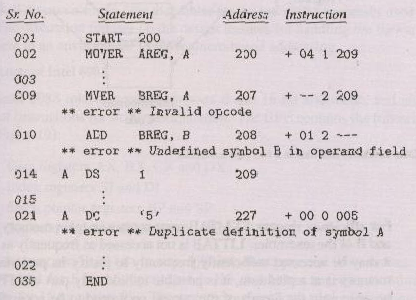 Sr. No. Statement Address Instruction
001 START 200
002 MOVER AREG, A 200 + 04 1 209
003 ⋮
009 MVER BREG, A 207 + -- 2 209
** error ** Invalid opcode
010 ADD BREG, B 208 + 01 2 ---
** error ** Undefined symbol B in operand field
014 A DS 1 209
015 ⋮
021 A DC '5' 227 + 00 0 005
** error ** Duplicate definition of symbol A
022 ⋮
035 END